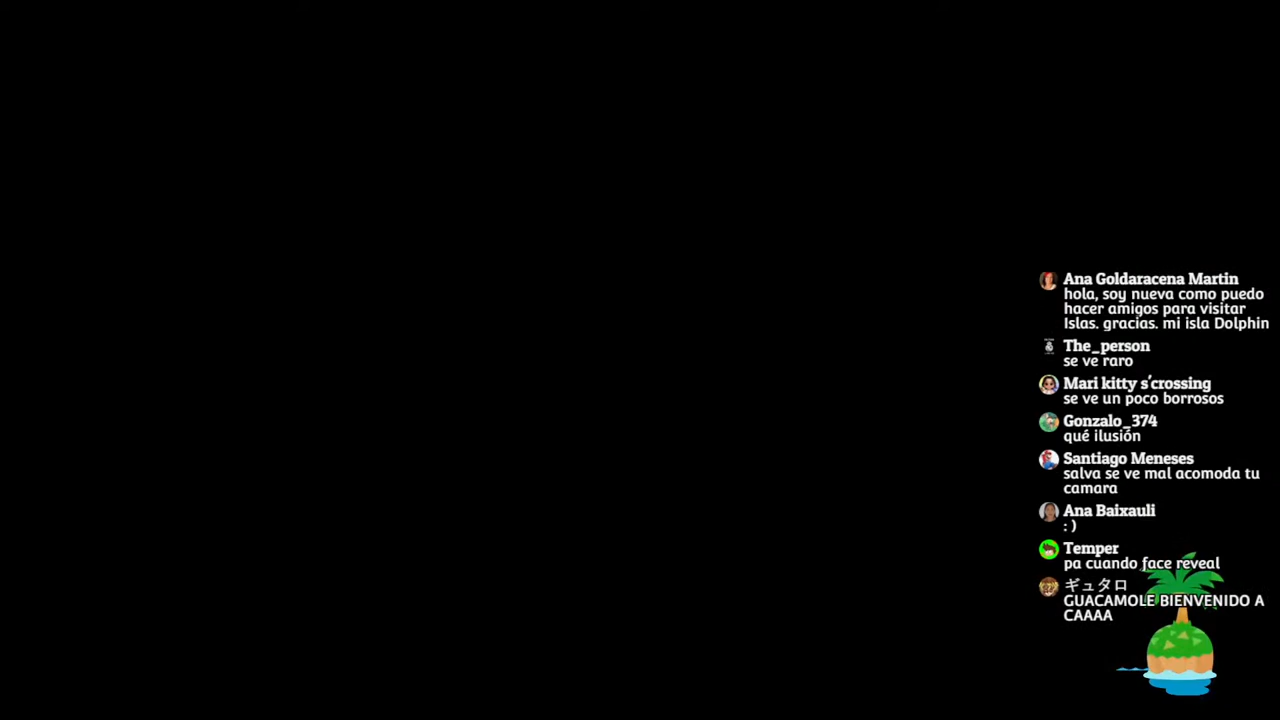 Ana Goldaracena Martin
hola, soy nueva como puedo
hacer amigos para visitar
Islas. gracias. mi isla Dolphin
The_person
se ve raro
Mari kitty s'crossing
se ve un poco borrosos
Gonzalo_374
qué ilusión
Santiago Meneses
salva se ve mal acomoda tu
camara
Ana Baixauli
: )
Temper
pa cuando face reveal
ギュタロ
GUACAMOLE BIENVENIDO A
CAAAA